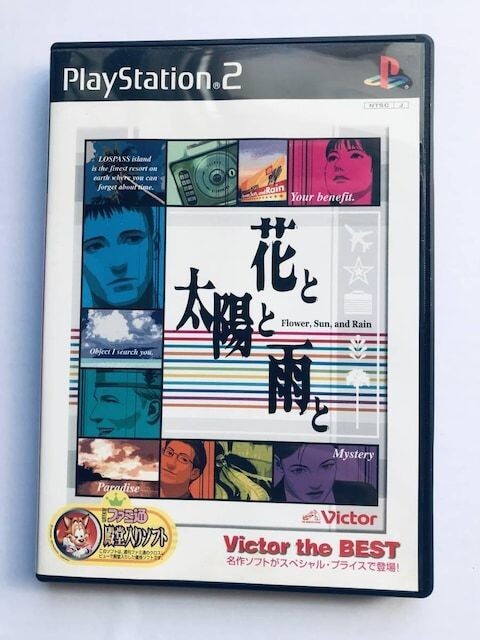 PlayStation®2
NTSC J
LOSPASS island
is the finest resort on
earth where you can
forget about time.
Flower, Sun, and Rain
Your benefit.
花と
太陽と
雨と
Flower, Sun, and Rain
Object I search you.
Mystery
Paradise
ファミ通
殿堂入りソフト
Victor
Victor the BEST
名作ソフトがスペシャル・プライスで登場!